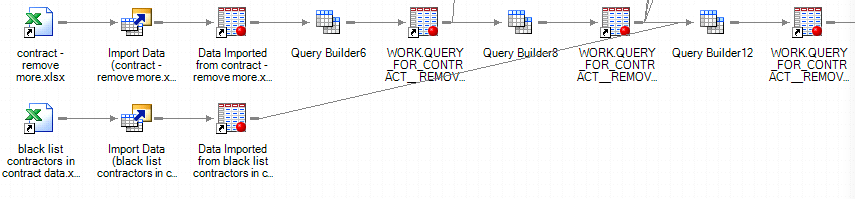 contract -
remove
more.xlsx
Import Data
(contract -
remove more.x...
Data Imported
from contract -
remove more.x...
Query Builder6
WORK.QUERY
_FOR_CONTR
ACT__REMOV...
Query Builder8
WORK.QUERY
_FOR_CONTR
ACT__REMOV...
Query Builder12
WORK.QUERY
_FOR_CONTR
ACT__REMOV...
black list
contractors in
contract data.x...
Import Data
(black list
contractors in c...
Data Imported
from black list
contractors in c...